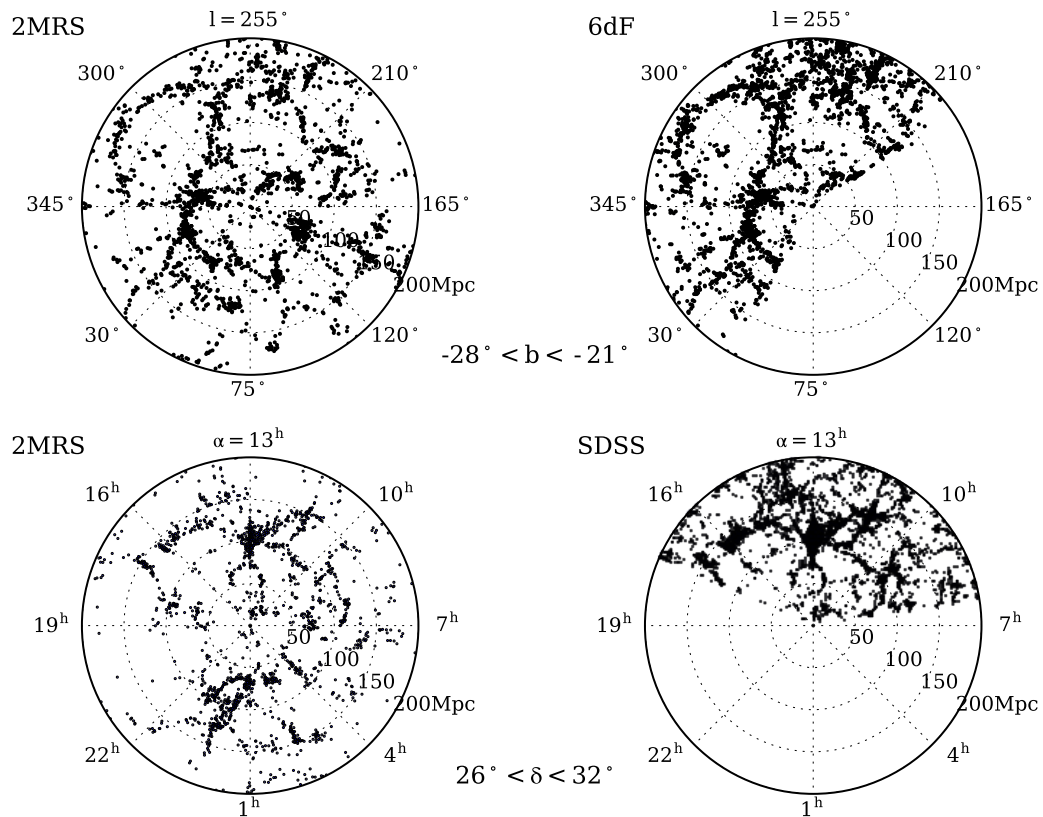 2MRS
l = 255°
300°
210°
345°
165°
50
100
150
200Mpc
30°
120°
75°
6dF
l = 255°
300°
210°
345°
165°
50
100
150
200Mpc
30°
120°
75°
-28° < b < -21°
2MRS
α = 13h
16h
10h
19h
7h
50
100
150
200Mpc
22h
4h
1h
SDSS
α = 13h
16h
10h
19h
7h
50
100
150
200Mpc
22h
4h
1h
26° < δ < 32°